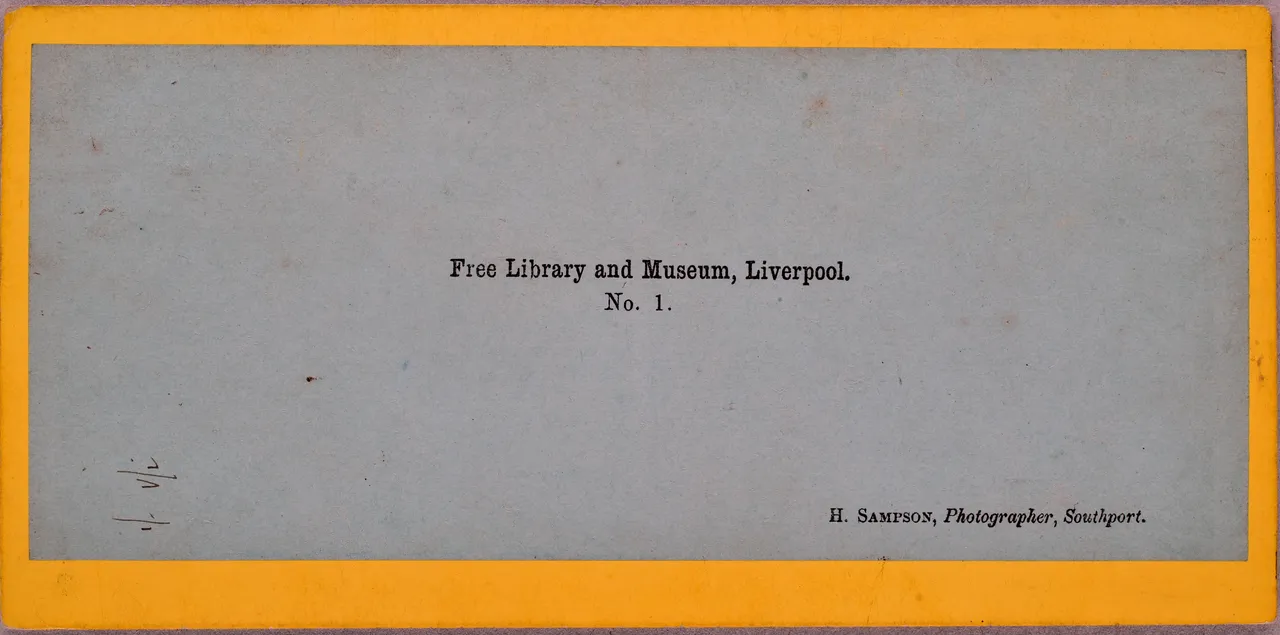 Free Library and Museum, Liverpool.
No. 1.
H. SAMPSON, Photographer, Southport.